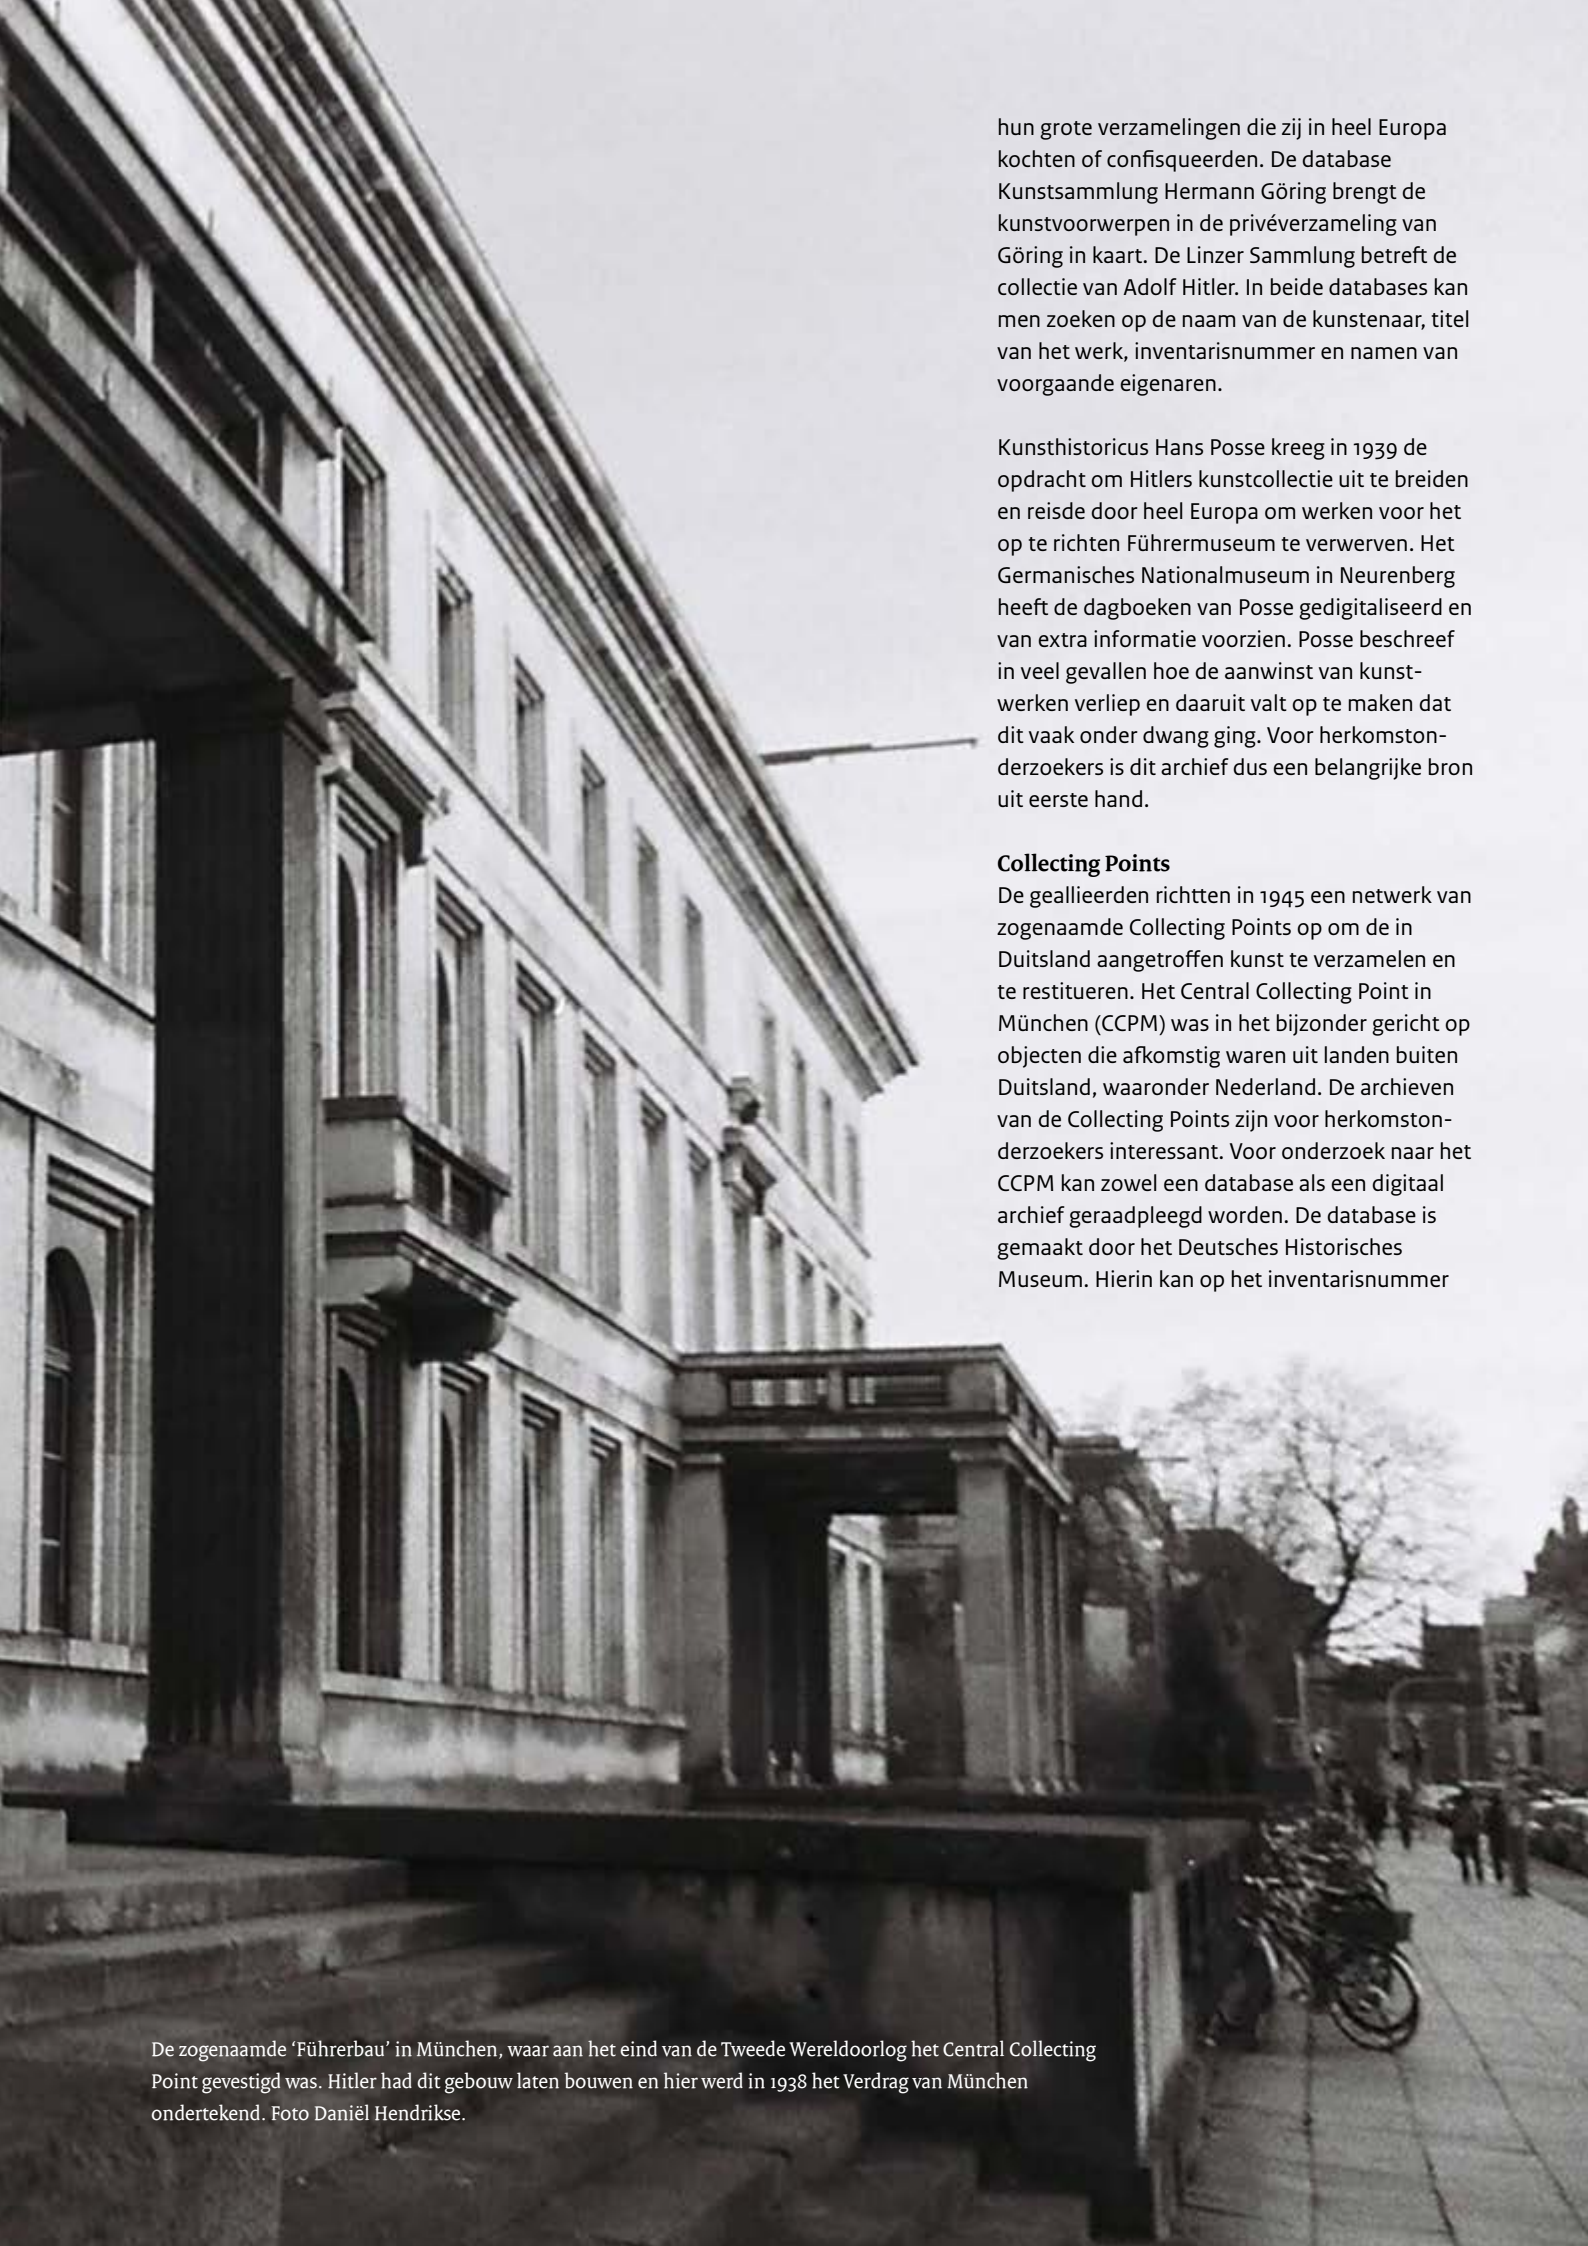 hun grote verzamelingen die zij in heel Europa
kochten of confisqueerden. De database
Kunstsammlung Hermann Göring brengt de
kunstvoorwerpen in de privéverzameling van
Göring in kaart. De Linzer Sammlung betreft de
collectie van Adolf Hitler. In beide databases kan
men zoeken op de naam van de kunstenaar, titel
van het werk, inventarisnummer en namen van
voorgaande eigenaren.
Kunsthistoricus Hans Posse kreeg in 1939 de
opdracht om Hitlers kunstcollectie uit te breiden
en reisde door heel Europa om werken voor het
op te richten Führermuseum te verwerven. Het
Germanisches Nationalmuseum in Neurenberg
heeft de dagboeken van Posse gedigitaliseerd en
van extra informatie voorzien. Posse beschreef
in veel gevallen hoe de aanwinst van kunst-
werken verliep en daaruit valt op te maken dat
dit vaak onder dwang ging. Voor herkomston-
derzoekers is dit archief dus een belangrijke bron
uit eerste hand.
Collecting Points
De geallieerden richtten in 1945 een netwerk van
zogenaamde Collecting Points op om de in
Duitsland aangetroffen kunst te verzamelen en
te restitueren. Het Central Collecting Point in
München (CCPM) was in het bijzonder gericht op
objecten die afkomstig waren uit landen buiten
Duitsland, waaronder Nederland. De archieven
van de Collecting Points zijn voor herkomston-
derzoekers interessant. Voor onderzoek naar het
CCPM kan zowel een database als een digitaal
archief geraadpleegd worden. De database is
gemaakt door het Deutsches Historisches
Museum. Hierin kan op het inventarisnummer
De zogenaamde ‘Führerbau’ in München, waar aan het eind van de Tweede Wereldoorlog het Central Collecting
Point gevestigd was. Hitler had dit gebouw laten bouwen en hier werd in 1938 het Verdrag van München
ondertekend. Foto Daniël Hendrikse.